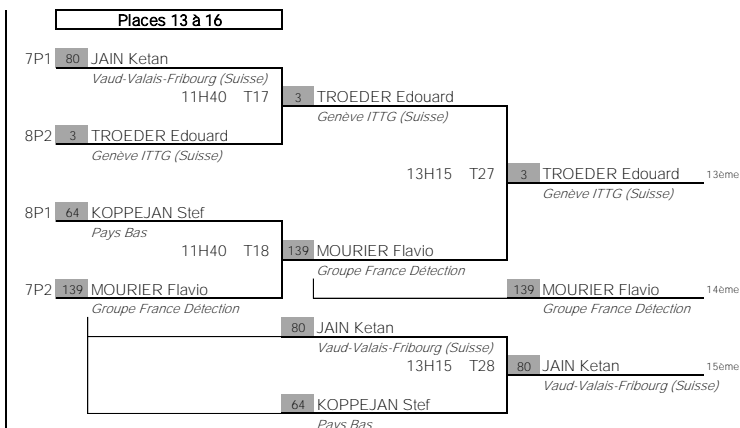 Places 13 à 16
7P1 80 JAIN Ketan
Vaud-Valais-Fribourg (Suisse)
11H40 T17 3 TROEDER Edouard
Genève ITTG (Suisse)
8P2 3 TROEDER Edouard
Genève ITTG (Suisse)
13H15 T27 3 TROEDER Edouard 13ème
Genève ITTG (Suisse)
8P1 64 KOPPEJAN Stef
Pays Bas
11H40 T18 139 MOURIER Flavio
Groupe France Détection
7P2 139 MOURIER Flavio 139 MOURIER Flavio 14ème
Groupe France Détection Groupe France Détection
80 JAIN Ketan
Vaud-Valais-Fribourg (Suisse)
13H15 T28 80 JAIN Ketan 15ème
Vaud-Valais-Fribourg (Suisse)
64 KOPPEJAN Stef
Pays Bas